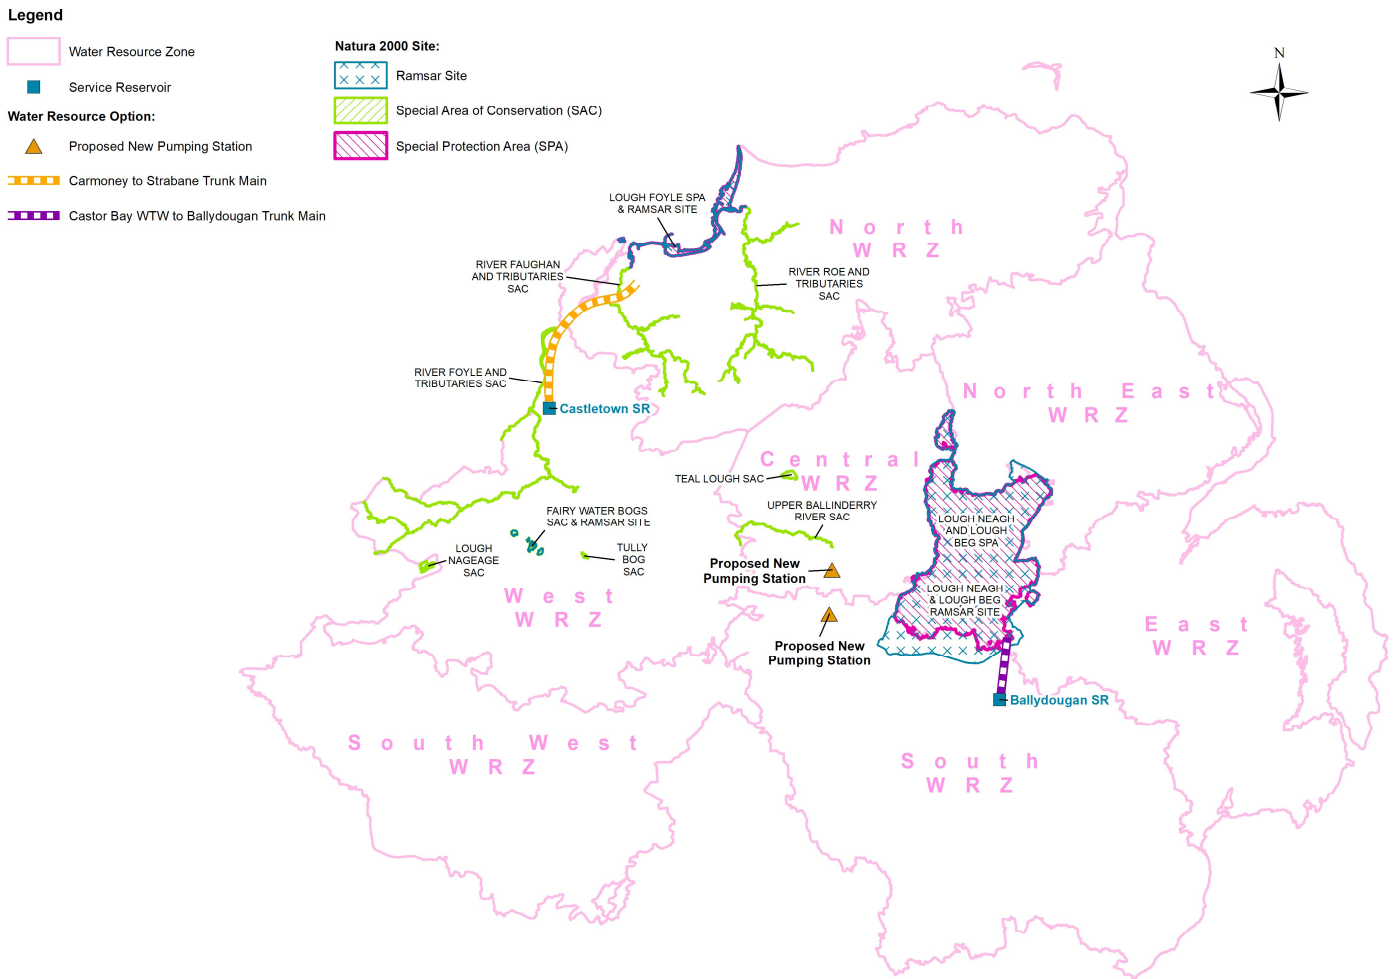 Legend
Water Resource Zone
Service Reservoir
Water Resource Option:
Proposed New Pumping Station
Carmoney to Strabane Trunk Main
Castor Bay WTW to Ballydougan Trunk Main
Natura 2000 Site:
Ramsar Site
Special Area of Conservation (SAC)
Special Protection Area (SPA)
N
LOUGH FOYLE SPA
& RAMSAR SITE
North
WRZ
RIVER FAUGHAN
AND TRIBUTARIES
SAC
RIVER ROE AND
TRIBUTARIES
SAC
RIVER FOYLE AND
TRIBUTARIES SAC
Castletown SR
North East
WRZ
Central
WRZ
TEAL LOUGH SAC
UPPER BALLINDERRY
RIVER SAC
FAIRY WATER BOGS
SAC & RAMSAR SITE
LOUGH
NAGEAGE
SAC
TULLY
BOG
SAC
LOUGH NEAGH
AND LOUGH
BEG SPA
Proposed New
Pumping Station
LOUGH NEAGH
& LOUGH BEG
RAMSAR SITE
West
WRZ
East
WRZ
Proposed New
Pumping Station
Ballydougan SR
South West
WRZ
South
WRZ